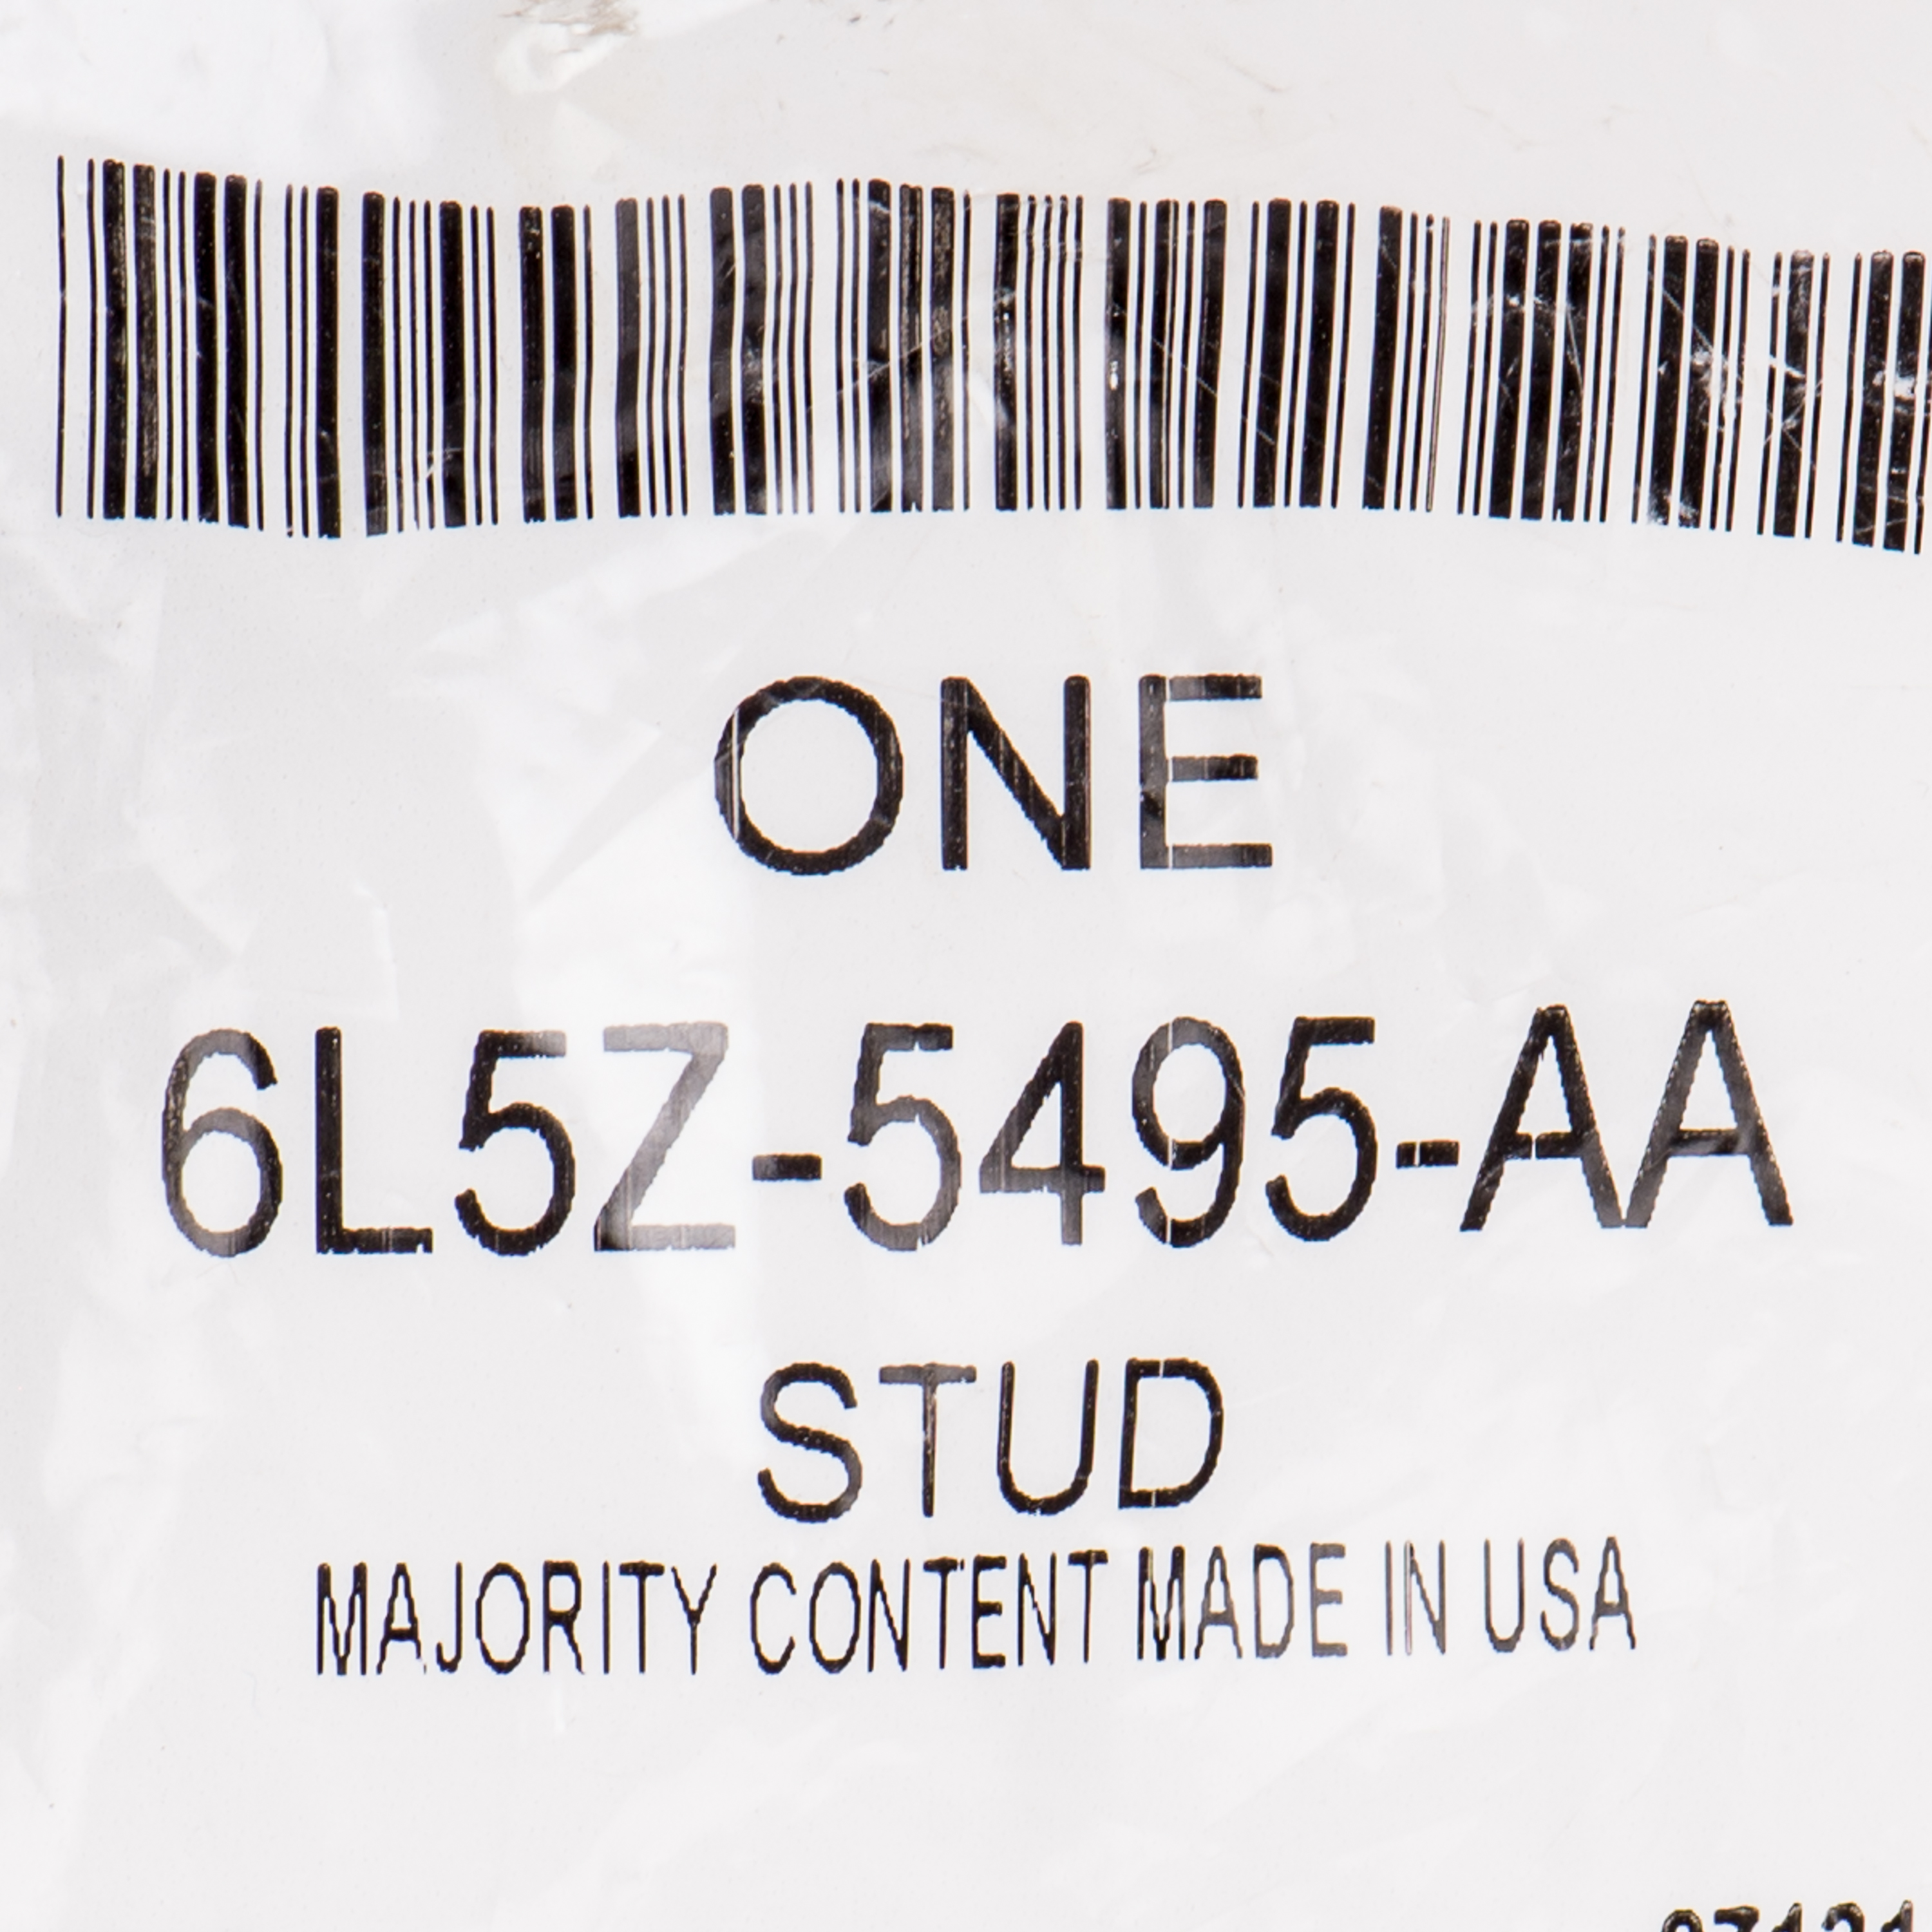 ONE
6L5Z-5495-AA
STUD
MAJORITY CONTENT MADE IN USA